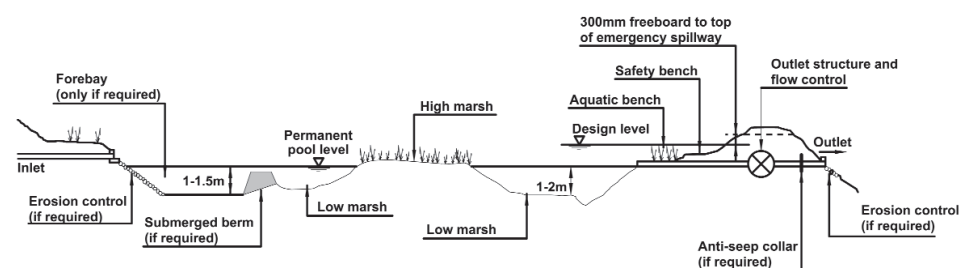 300mm freeboard to top
of emergency spillway
Outlet structure and
flow control
Safety bench
Forebay
(only if required)
High marsh
Aquatic bench
Permanent
pool level
Design level
Outlet
Inlet
1-1.5m
1-2m
Erosion control
(if required)
Submerged berm
(if required)
Low marsh
Low marsh
Erosion control
(if required)
Anti-seep collar
(if required)